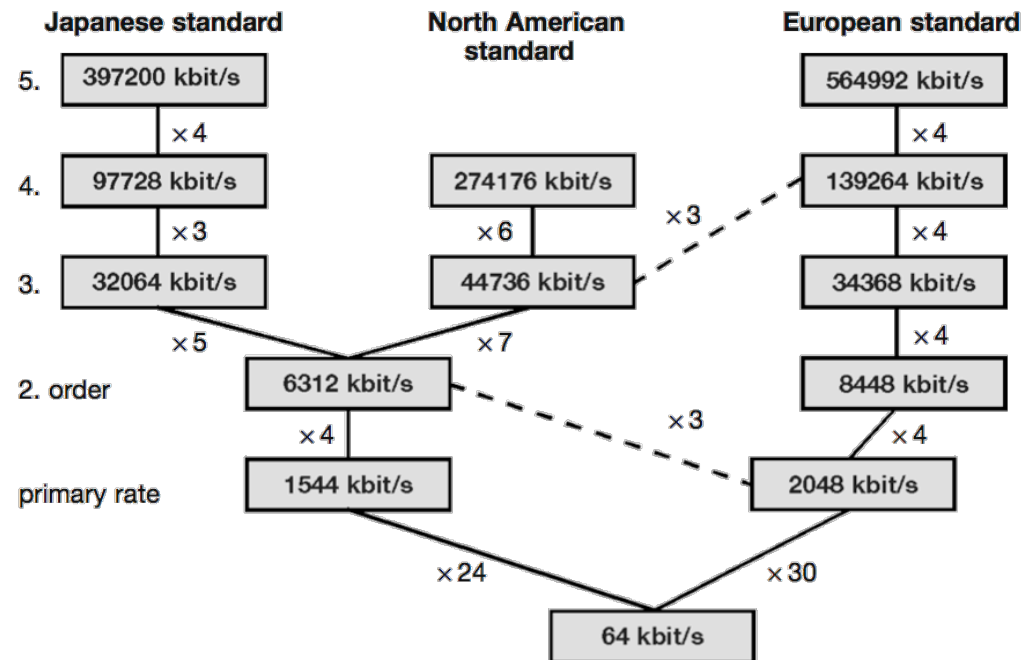 Japanese standard
North American
standard
European standard
5.
397200 kbit/s
564992 kbit/s
×4
×4
4.
97728 kbit/s
274176 kbit/s
139264 kbit/s
×3
×6
×3
×4
3.
32064 kbit/s
44736 kbit/s
34368 kbit/s
×5
×7
×4
2. order
6312 kbit/s
8448 kbit/s
×4
×3
×4
primary rate
1544 kbit/s
2048 kbit/s
×24
×30
64 kbit/s